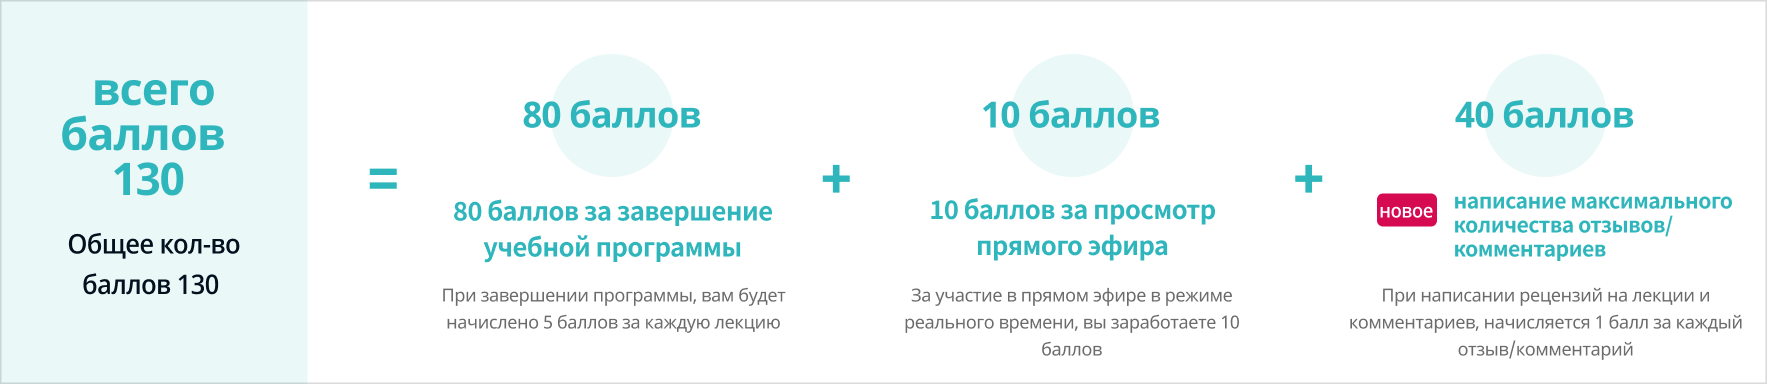 всего
баллов
130
Общее кол-во
баллов 130
=
80 баллов
80 баллов за завершение
учебной программы
При завершении программы, вам будет
начислено 5 баллов за каждую лекцию
+
10 баллов
10 баллов за просмотр
прямого эфира
За участие в прямом эфире в режиме
реального времени, вы заработаете 10
баллов
+
40 баллов
новое
написание максимального
количества отзывов/
комментариев
При написании рецензий на лекции и
комментариев, начисляется 1 балл за каждый
отзыв/комментарий